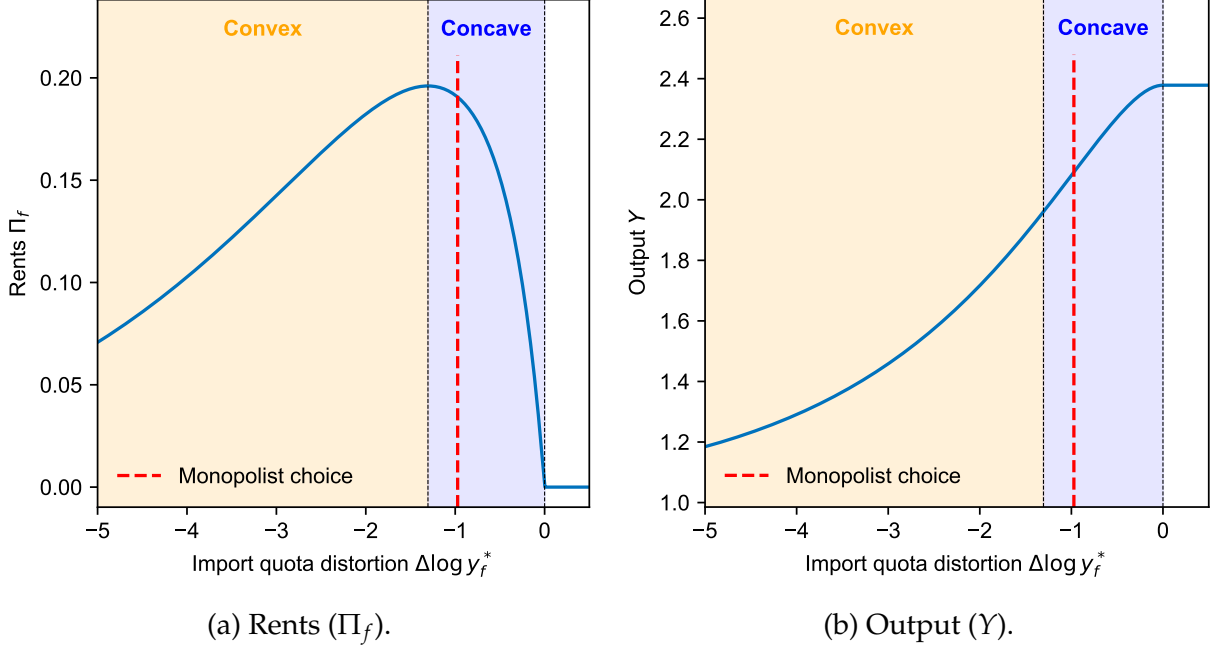 Convex
Concave
0.20
0.15
0.10
0.05
0.00
Rents Π_f
Monopolist choice
−5
−4
−3
−2
−1
0
Import quota distortion Δlog y_f^*
(a) Rents (Π_f).
Convex
Concave
2.6
2.4
2.2
2.0
1.8
1.6
1.4
1.2
1.0
Output Y
Monopolist choice
−5
−4
−3
−2
−1
0
Import quota distortion Δlog y_f^*
(b) Output (Y).